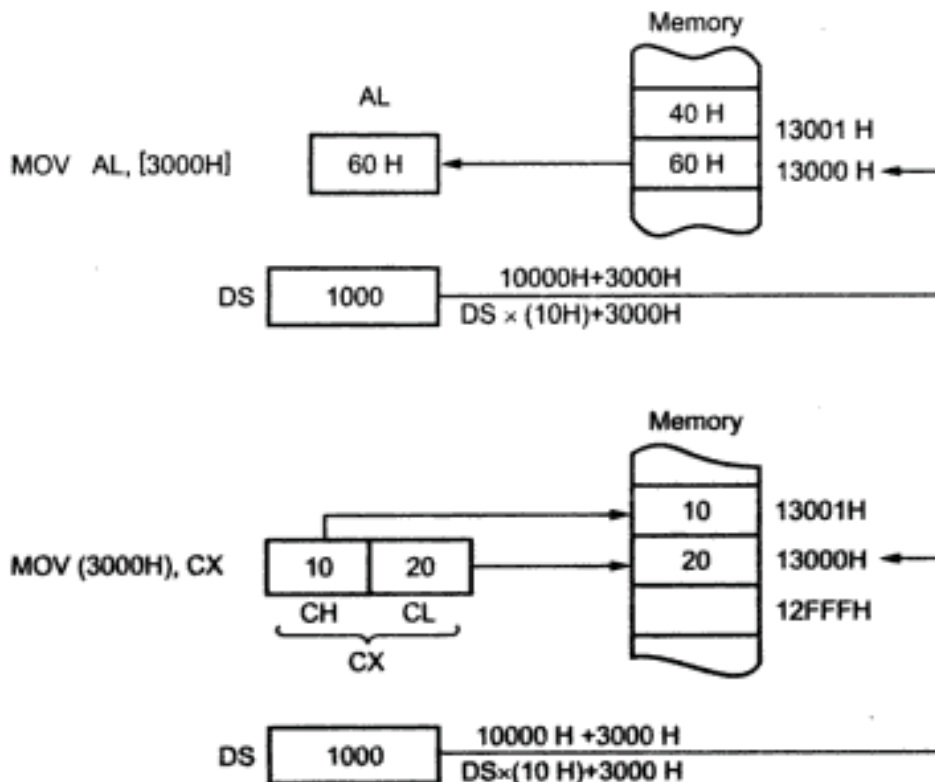 Memory
AL
40 H
13001 H
MOV AL, [3000H]
60 H
60 H
13000 H
DS
1000
10000H+3000H
DS × (10H)+3000H
Memory
10
13001H
MOV (3000H), CX
10
20
20
13000H
CH
CL
12FFFH
CX
DS
1000
10000 H +3000 H
DS×(10 H)+3000 H